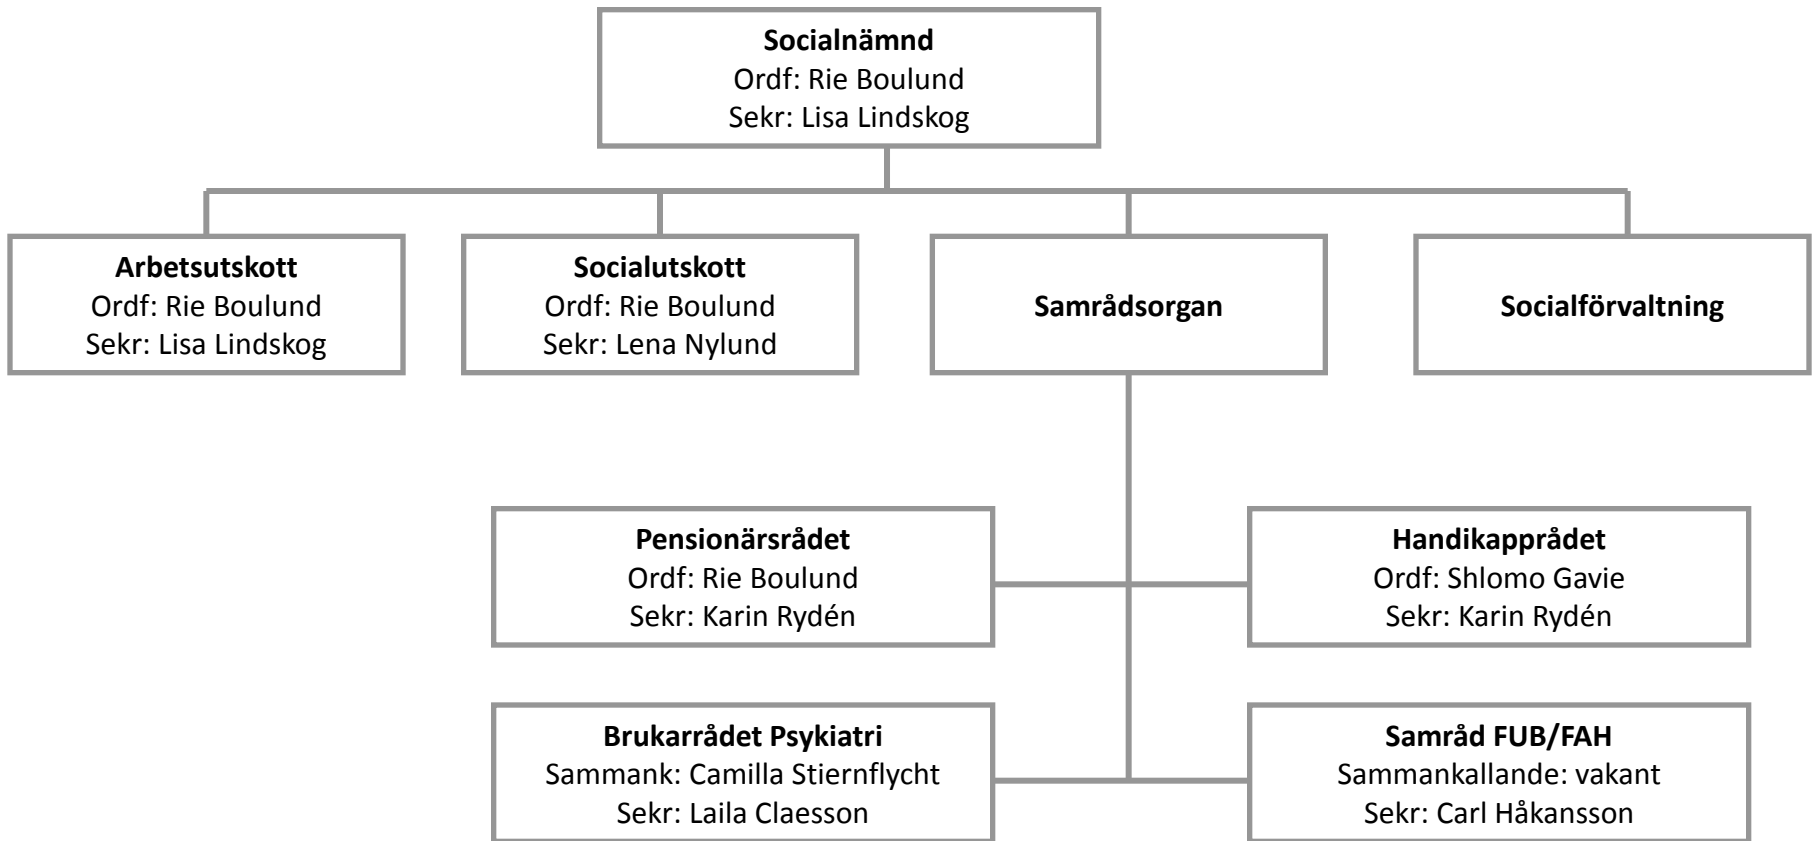 Socialnämnd
Ordf: Rie Boulund
Sekr: Lisa Lindskog
Arbetsutskott
Ordf: Rie Boulund
Sekr: Lisa Lindskog
Socialutskott
Ordf: Rie Boulund
Sekr: Lena Nylund
Samrådsorgan
Socialförvaltning
Pensionärsrådet
Ordf: Rie Boulund
Sekr: Karin Rydén
Handikapprådet
Ordf: Shlomo Gavie
Sekr: Karin Rydén
Brukarrådet Psykiatri
Sammank: Camilla Stiernflycht
Sekr: Laila Claesson
Samråd FUB/FAH
Sammankallande: vakant
Sekr: Carl Håkansson